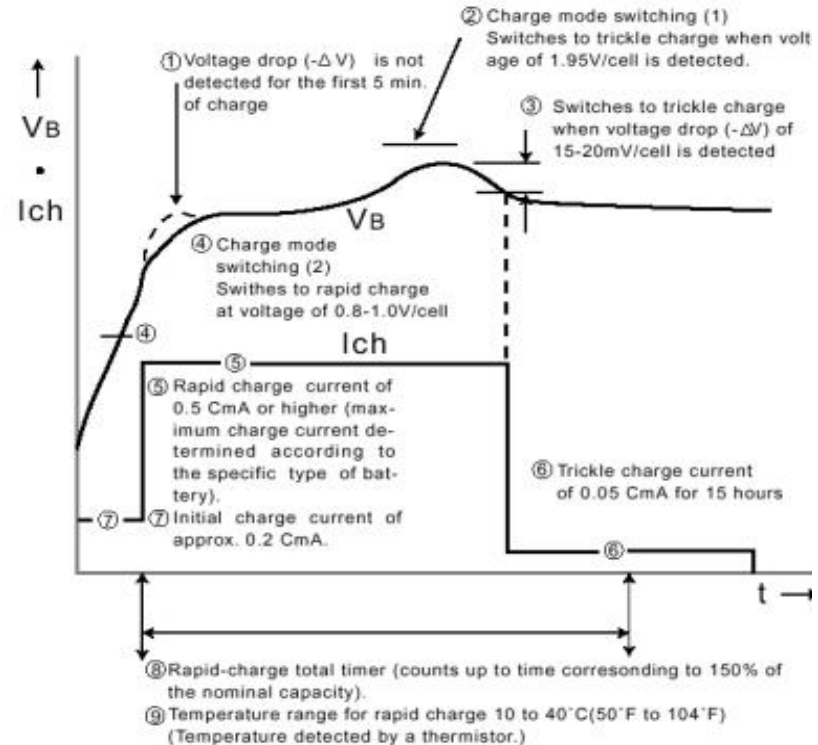 ② Charge mode switching (1)
Switches to trickle charge when volt
age of 1.95V/cell is detected.
① Voltage drop (-Δ V) is not
detected for the first 5 min.
of charge
③ Switches to trickle charge
when voltage drop (-ΔV) of
15-20mV/cell is detected
VB
•
Ich
VB
④ Charge mode
switching (2)
Swithes to rapid charge
at voltage of 0.8-1.0V/cell
④
Ich
⑤
⑤ Rapid charge current of
0.5 CmA or higher (max-
imum charge current de-
termined according to
the specific type of bat-
tery).
⑥ Trickle charge current
of 0.05 CmA for 15 hours
⑦
⑦ Initial charge current of
approx. 0.2 CmA.
⑥
t
⑧ Rapid-charge total timer (counts up to time corresonding to 150% of
the nominal capacity).
⑨ Temperature range for rapid charge 10 to 40°C(50°F to 104°F)
(Temperature detected by a thermistor.)